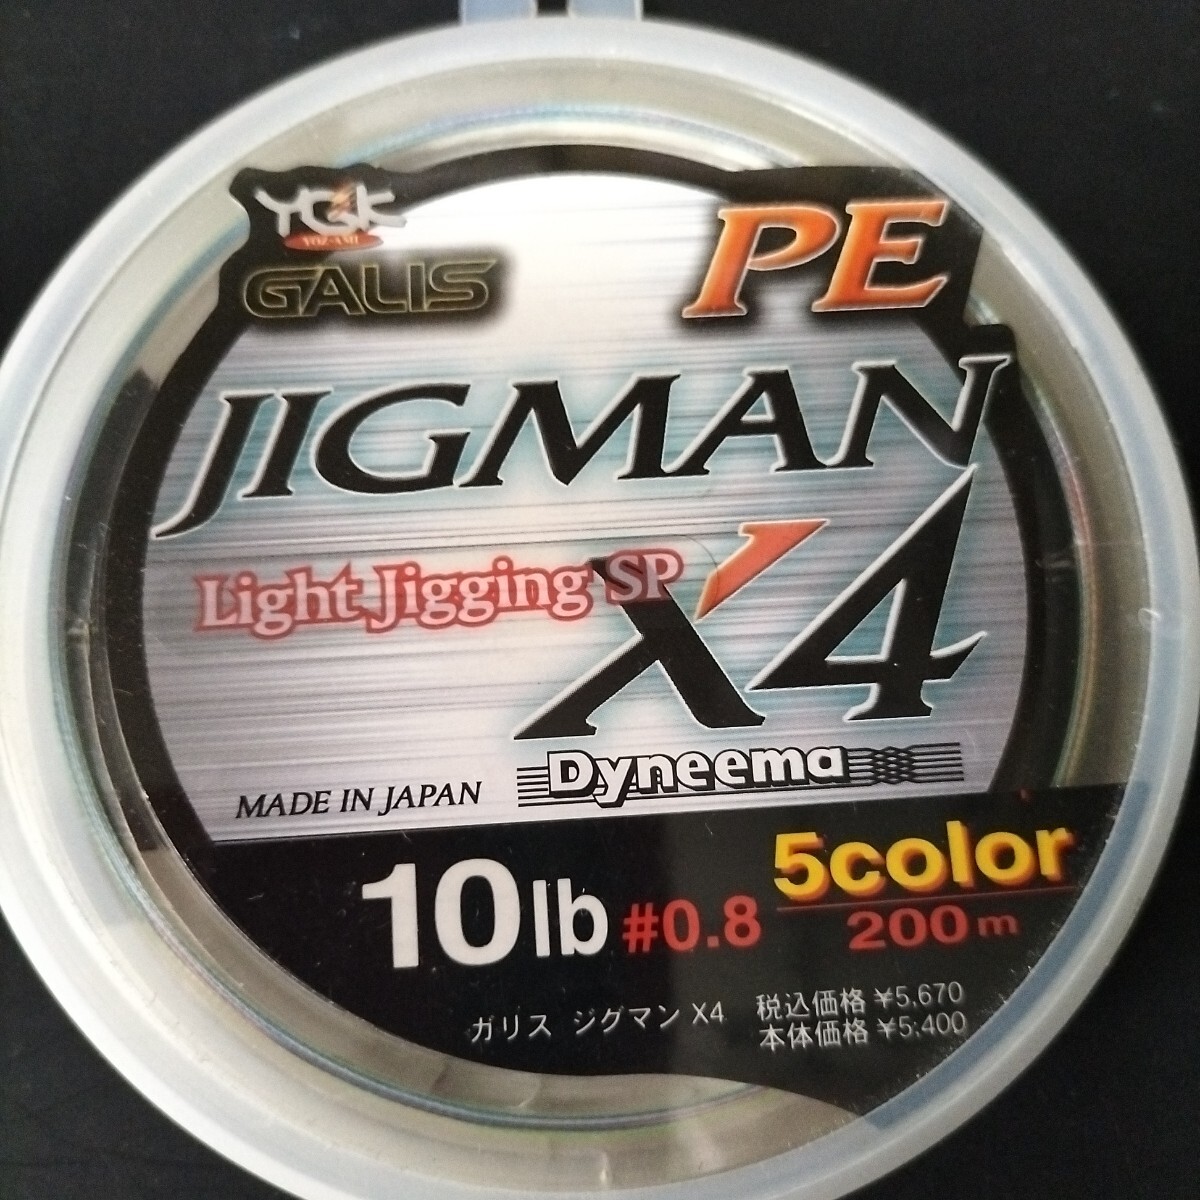 YGK
YOZ-AMI
GALIS
PE
JIGMAN
X4
Light Jigging SP
Dyneema
MADE IN JAPAN
10lb #0.8
5color
200m
ガリス ジグマン X4
税込価格 ¥5,670
本体価格 ¥5,400